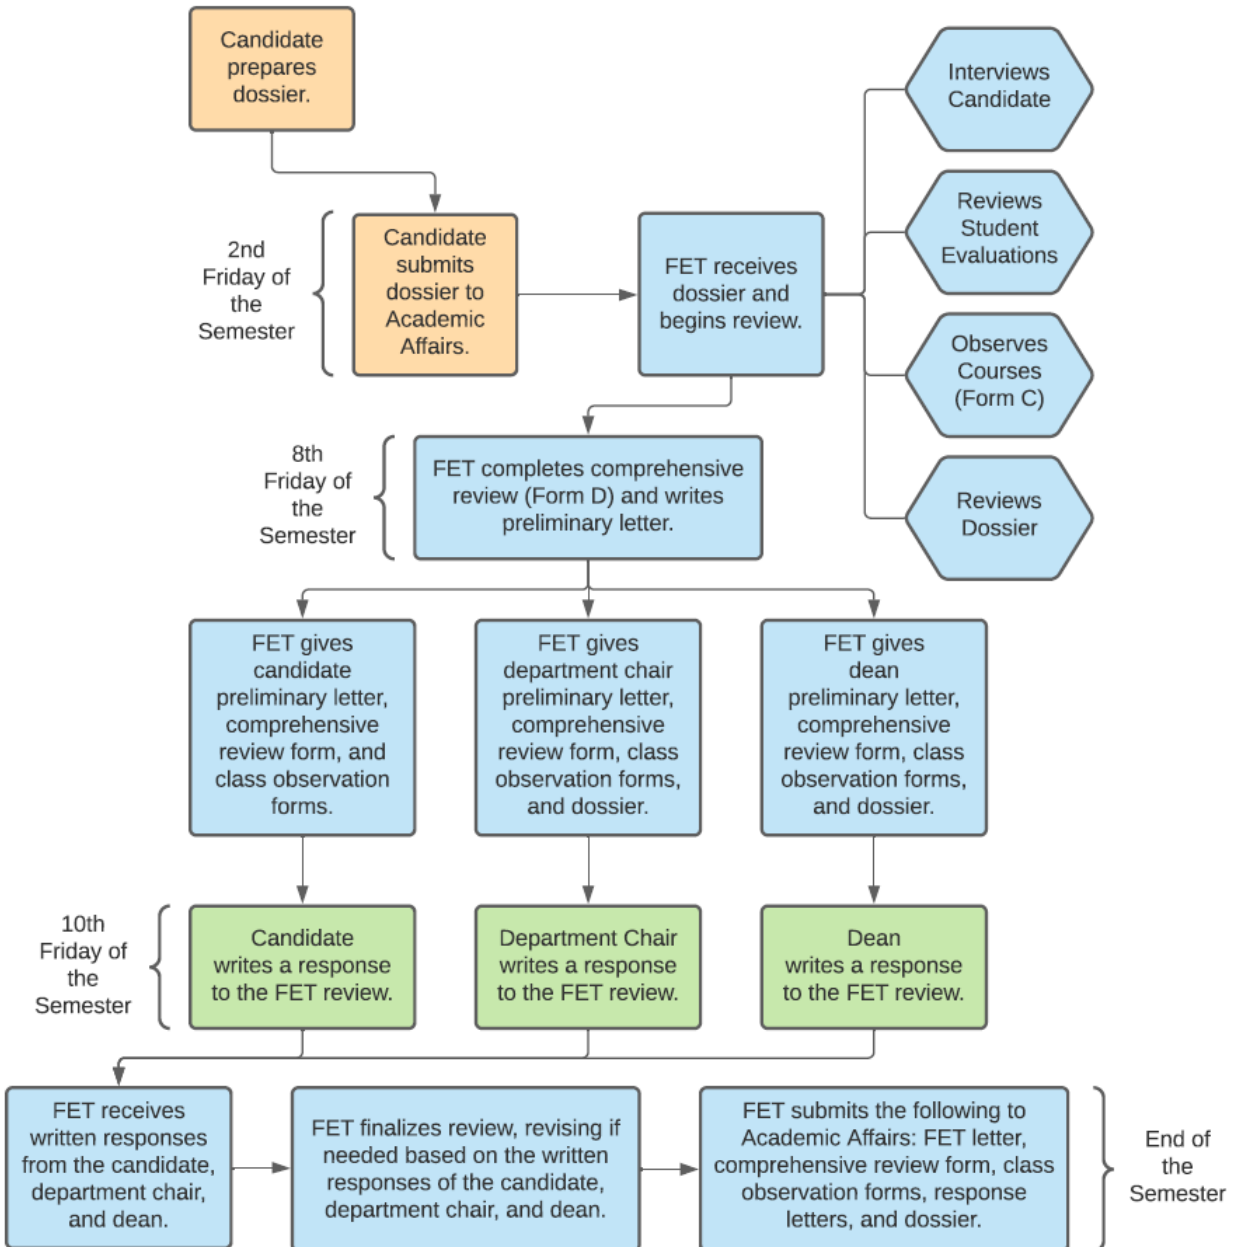 Candidate
prepares
dossier.
Interviews
Candidate
Reviews
Student
Evaluations
2nd
Friday of
the
Semester
Candidate
submits
dossier to
Academic
Affairs.
FET receives
dossier and
begins review.
Observes
Courses
(Form C)
Reviews
Dossier
8th
Friday of
the
Semester
FET completes comprehensive
review (Form D) and writes
preliminary letter.
FET gives
candidate
preliminary letter,
comprehensive
review form, and
class observation
forms.
FET gives
department chair
preliminary letter,
comprehensive
review form, class
observation forms,
and dossier.
FET gives
dean
preliminary letter,
comprehensive
review form, class
observation forms,
and dossier.
10th
Friday of
the
Semester
Candidate
writes a response
to the FET review.
Department Chair
writes a response
to the FET review.
Dean
writes a response
to the FET review.
FET receives
written responses
from the candidate,
department chair,
and dean.
FET finalizes review, revising if
needed based on the written
responses of the candidate,
department chair, and dean.
FET submits the following to
Academic Affairs: FET letter,
comprehensive review form, class
observation forms, response
letters, and dossier.
End of
the
Semester